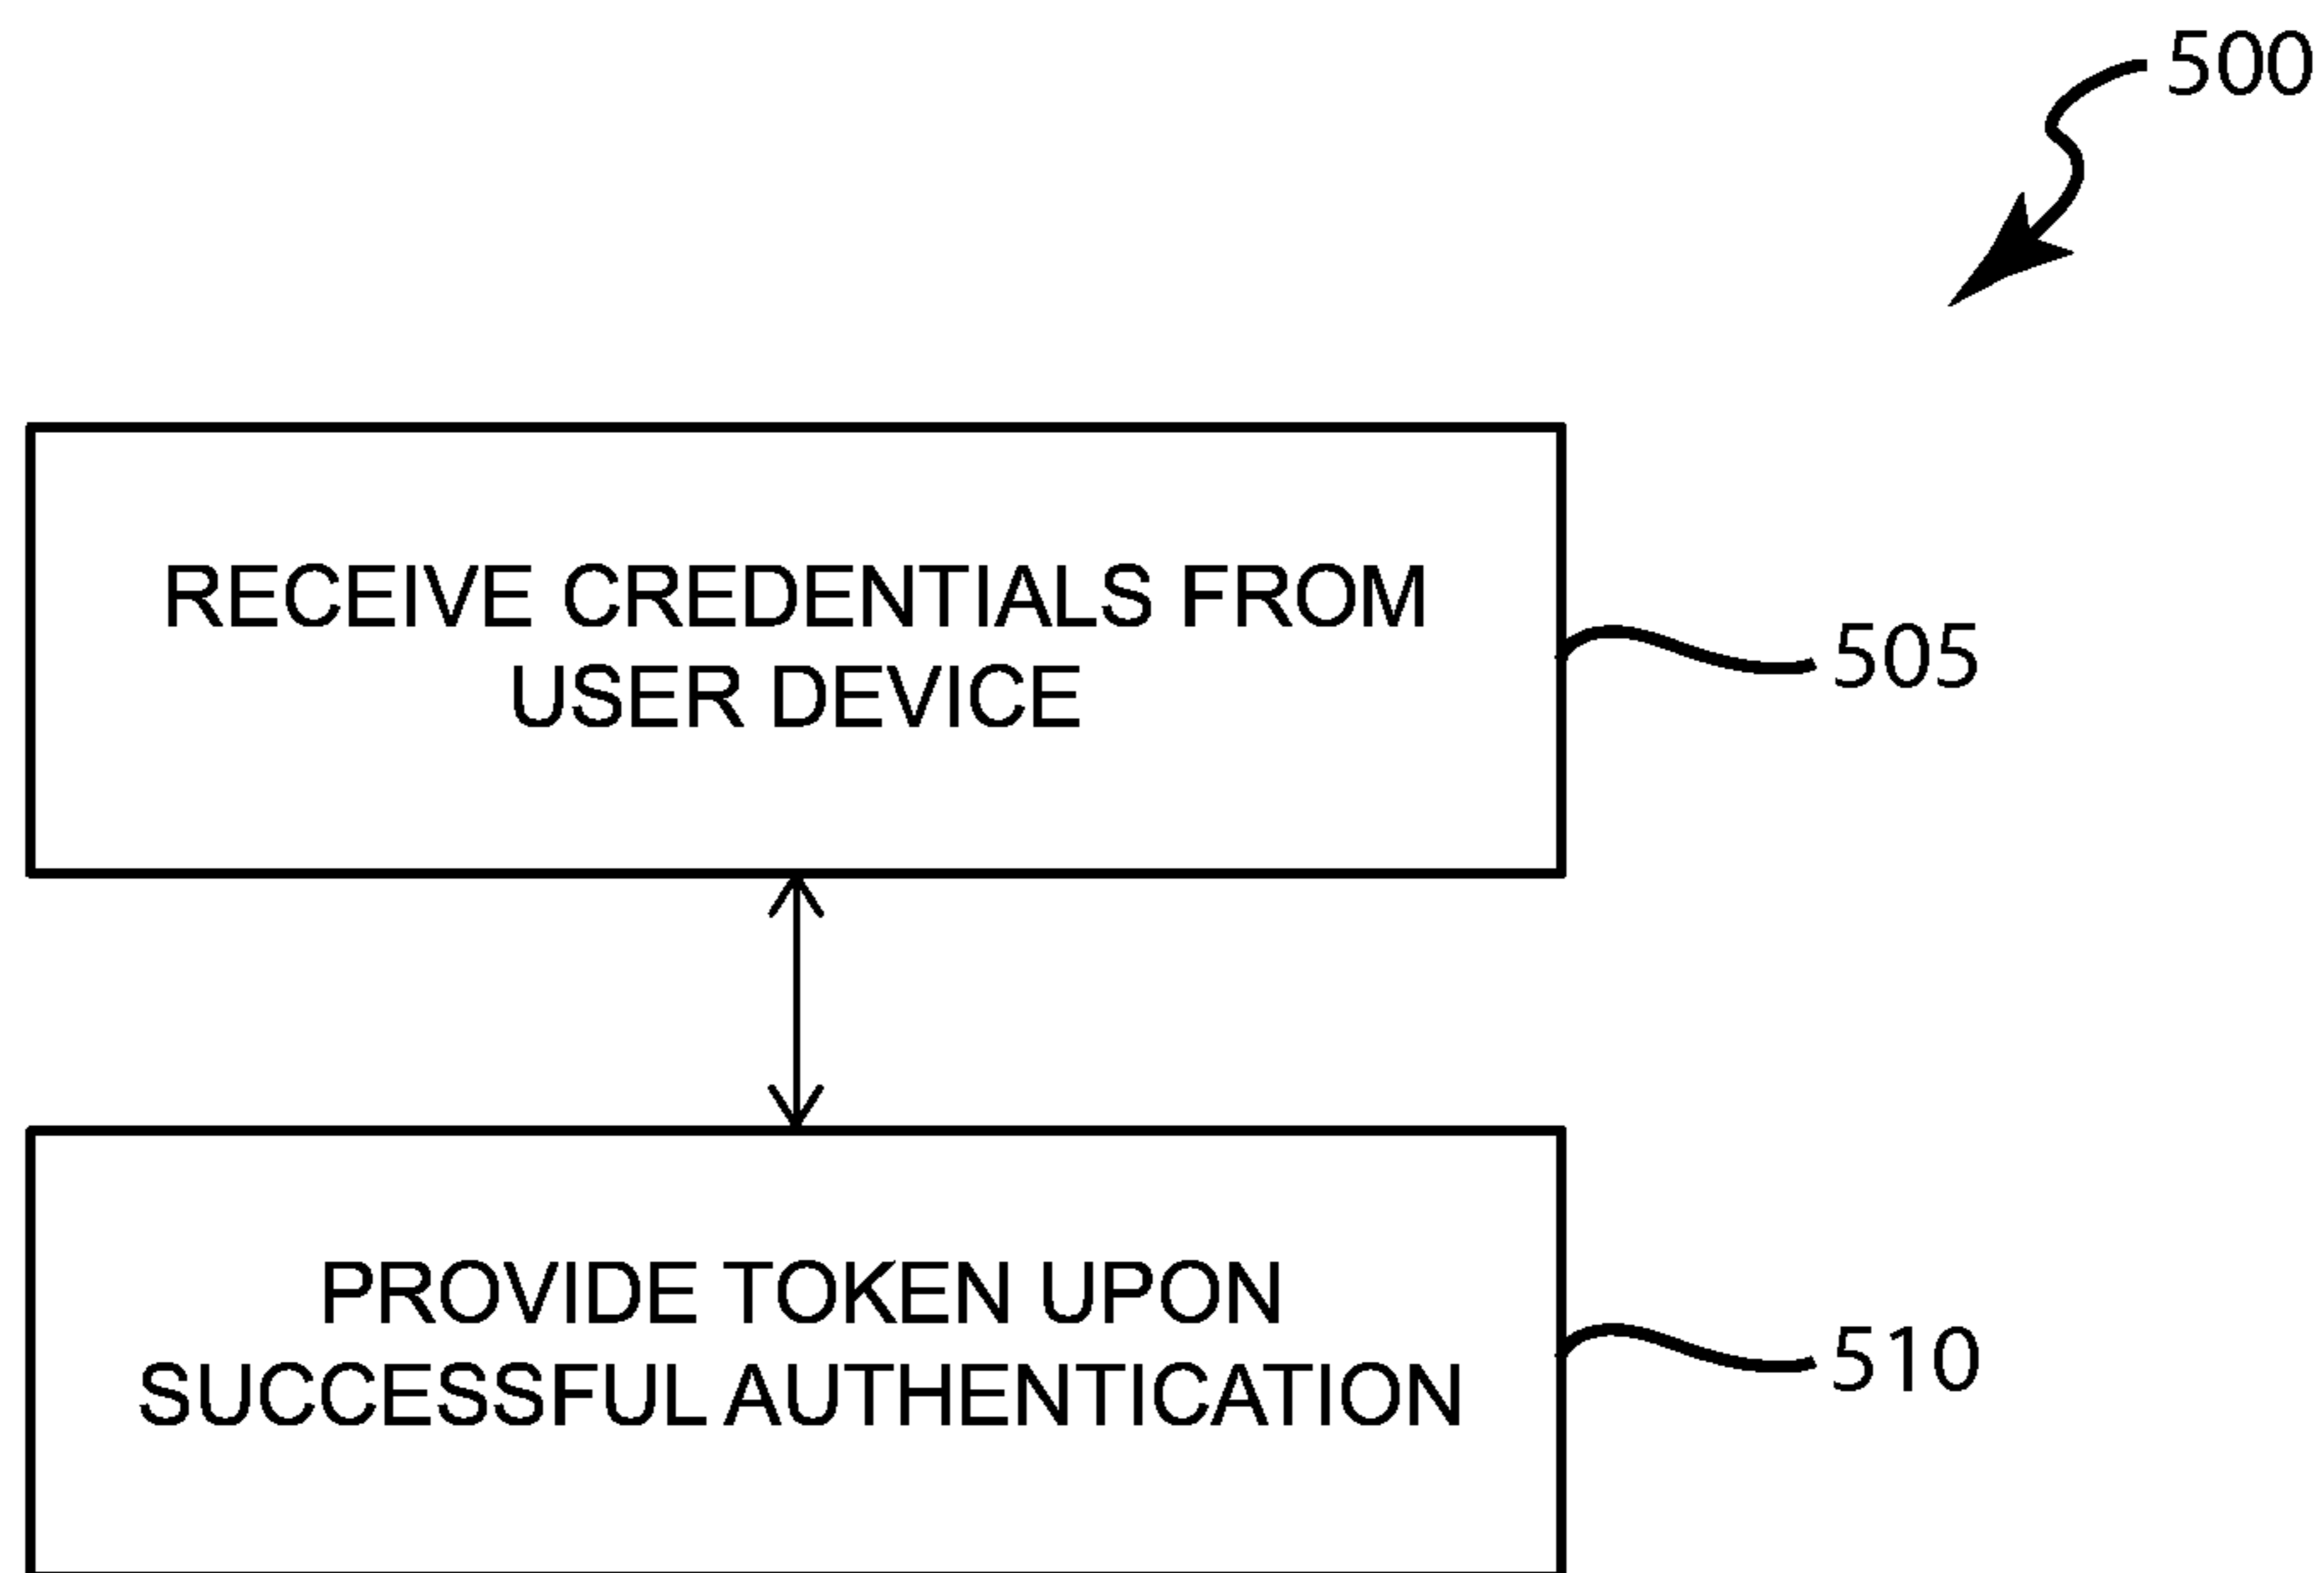 500
RECEIVE CREDENTIALS FROM
USER DEVICE
505
PROVIDE TOKEN UPON
SUCCESSFUL AUTHENTICATION
510